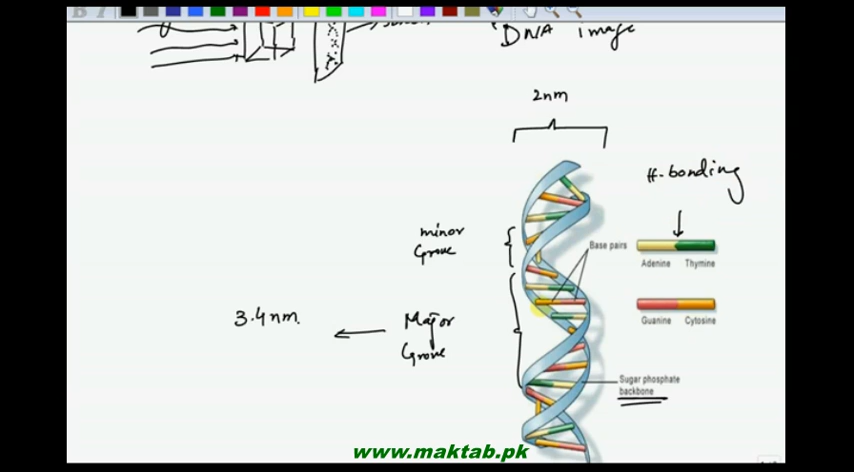 DNA image
2nm
H-bonding
minor
Grove
Base pairs
Adenine Thymine
3.4nm.
Major
Grove
Guanine Cytosine
Sugar phosphate
backbone
www.maktab.pk